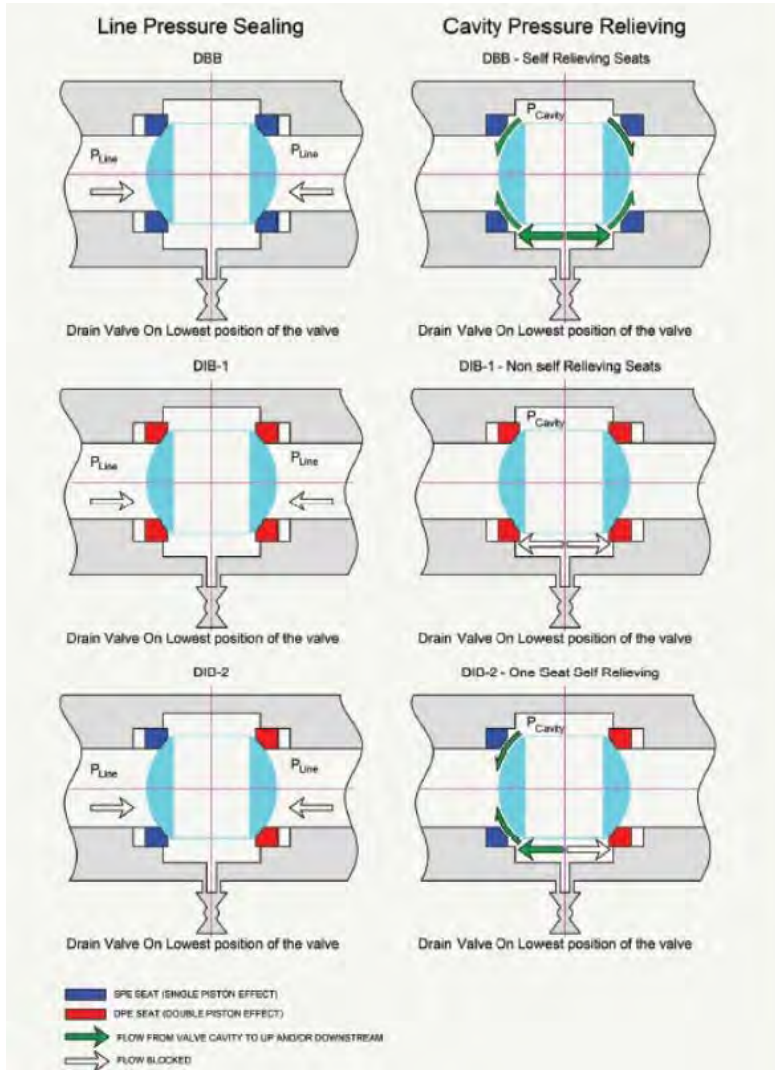 Line Pressure Sealing
Cavity Pressure Relieving
DBB
DBB - Self Relieving Seats
PCavity
PLine
PLine
Drain Valve On Lowest position of the valve
Drain Valve On Lowest position of the valve
DIB-1
DIB-1 - Non self Relieving Seats
PCavity
PLine
PLine
Drain Valve On Lowest position of the valve
Drain Valve On Lowest position of the valve
DIB-2
DIB-2 - One Seat Self Relieving
PCavity
PLine
PLine
Drain Valve On Lowest position of the valve
Drain Valve On Lowest position of the valve
SPE SEAT (SINGLE PISTON EFFECT)
DPE SEAT (DOUBLE PISTON EFFECT)
FLOW FROM VALVE CAVITY TO UP AND/OR DOWNSTREAM
FLOW BLOCKED